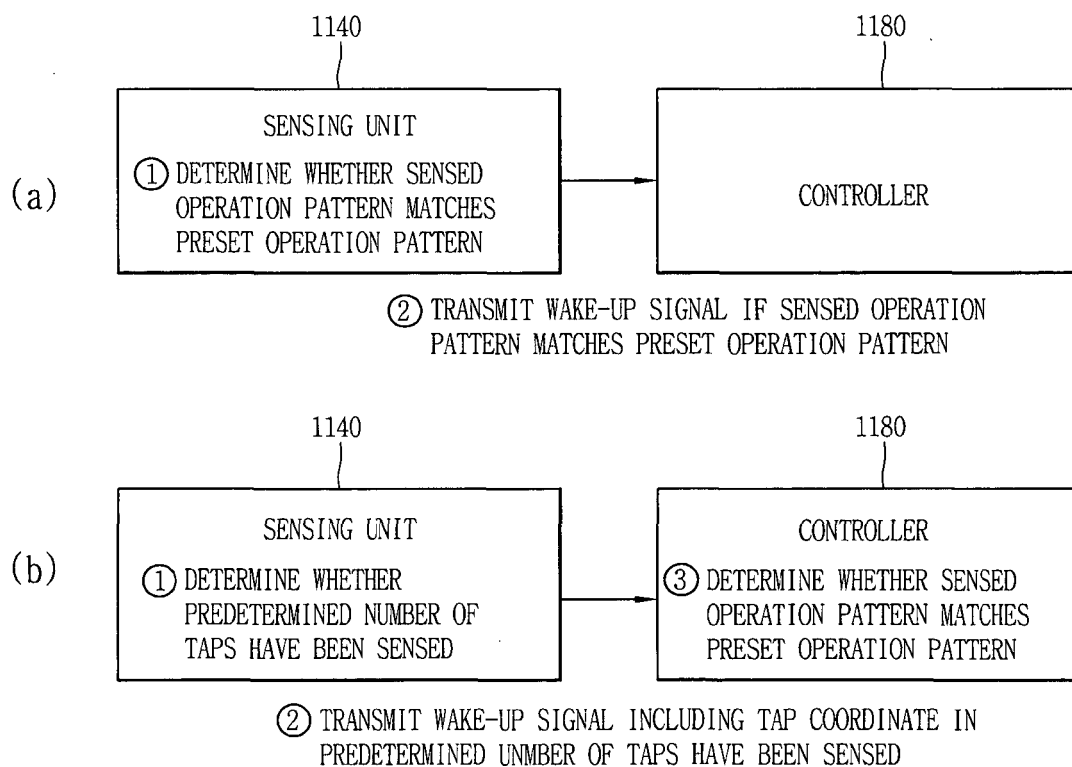 1140
1180
(a)
SENSING UNIT
① DETERMINE WHETHER SENSED
OPERATION PATTERN MATCHES
PRESET OPERATION PATTERN
CONTROLLER
② TRANSMIT WAKE-UP SIGNAL IF SENSED OPERATION
PATTERN MATCHES PRESET OPERATION PATTERN
1140
1180
(b)
SENSING UNIT
① DETERMINE WHETHER
PREDETERMINED NUMBER OF
TAPS HAVE BEEN SENSED
CONTROLLER
③ DETERMINE WHETHER SENSED
OPERATION PATTERN MATCHES
PRESET OPERATION PATTERN
② TRANSMIT WAKE-UP SIGNAL INCLUDING TAP COORDINATE IN
PREDETERMINED UNMBER OF TAPS HAVE BEEN SENSED